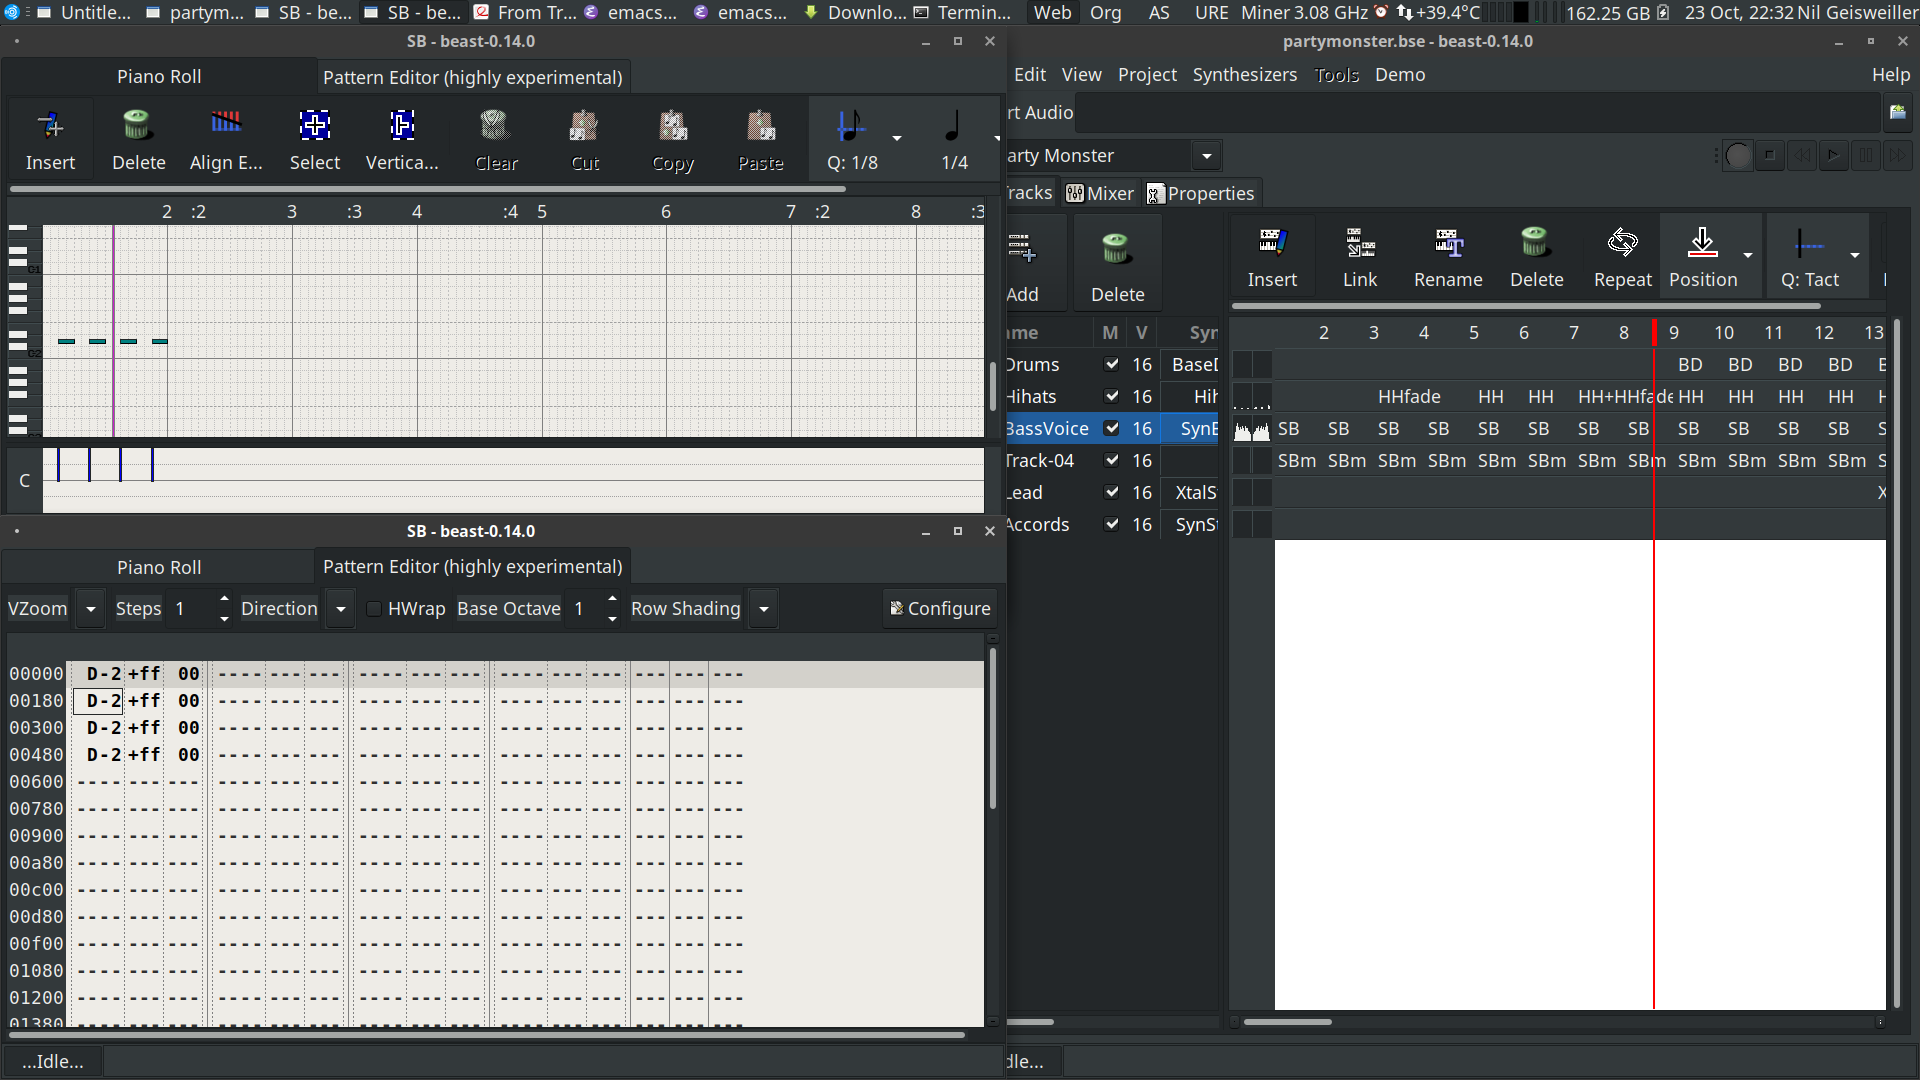 Untitle... partym... SB - be... SB - be... From Tr... emacs... emacs... Downlo... Termin... Web Org AS URE Miner 3.08 GHz +39.4°C 162.25 GB 23 Oct, 22:32 Nil Geisweiller
SB - beast-0.14.0
Piano Roll Pattern Editor (highly experimental)
Insert Delete Align E... Select Vertica... Clear Cut Copy Paste Q: 1/8 1/4
2 :2 3 :3 4 :4 5 6 7 :2 8 :3
C
SB - beast-0.14.0
Piano Roll Pattern Editor (highly experimental)
VZoom Steps 1 Direction HWrap Base Octave 1 Row Shading Configure
00000 D-2 +ff 00 ---- --- --- ---- --- --- ---- --- --- --- --- ---
00180 D-2 +ff 00 ---- --- --- ---- --- --- ---- --- --- --- --- ---
00300 D-2 +ff 00 ---- --- --- ---- --- --- ---- --- --- --- --- ---
00480 D-2 +ff 00 ---- --- --- ---- --- --- ---- --- --- --- --- ---
00600 ---- --- --- ---- --- --- ---- --- --- ---- --- --- --- --- ---
00780 ---- --- --- ---- --- --- ---- --- --- ---- --- --- --- --- ---
00900 ---- --- --- ---- --- --- ---- --- --- ---- --- --- --- --- ---
00a80 ---- --- --- ---- --- --- ---- --- --- ---- --- --- --- --- ---
00c00 ---- --- --- ---- --- --- ---- --- --- ---- --- --- --- --- ---
00d80 ---- --- --- ---- --- --- ---- --- --- ---- --- --- --- --- ---
00f00 ---- --- --- ---- --- --- ---- --- --- ---- --- --- --- --- ---
01080 ---- --- --- ---- --- --- ---- --- --- ---- --- --- --- --- ---
01200 ---- --- --- ---- --- --- ---- --- --- ---- --- --- --- --- ---
01380 ---- --- --- ---- --- --- ---- --- --- ---- --- --- --- --- ---
...Idle...
partymonster.bse - beast-0.14.0
Edit View Project Synthesizers Tools Demo Help
rt Audio
arty Monster
Tracks Mixer Properties
Add Delete Insert Link Rename Delete Repeat Position Q: Tact
me M V Syn 2 3 4 5 6 7 8 9 10 11 12 13
Drums 16 BaseD BD BD BD BD
Hihats 16 Hih HHfade HH HH HH+HHfade HH HH HH HH
BassVoice 16 SynB SB SB SB SB SB SB SB SB SB SB SB SB S
Track-04 16 SBm SBm SBm SBm SBm SBm SBm SBm SBm SBm SBm SBm S
Lead 16 XtalS X
Accords 16 SynS
dle...